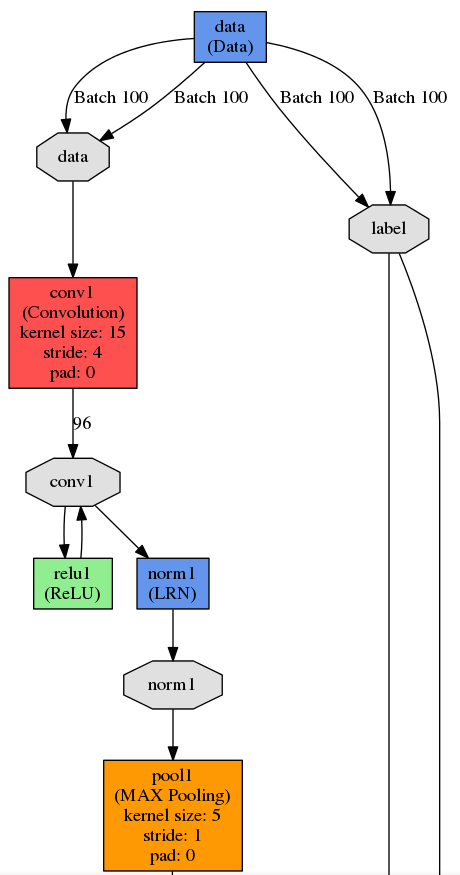 data
(Data)
Batch 100
Batch 100
Batch 100
Batch 100
data
label
conv1
(Convolution)
kernel size: 15
stride: 4
pad: 0
96
conv1
relu1
(ReLU)
norm1
(LRN)
norm1
pool1
(MAX Pooling)
kernel size: 5
stride: 1
pad: 0